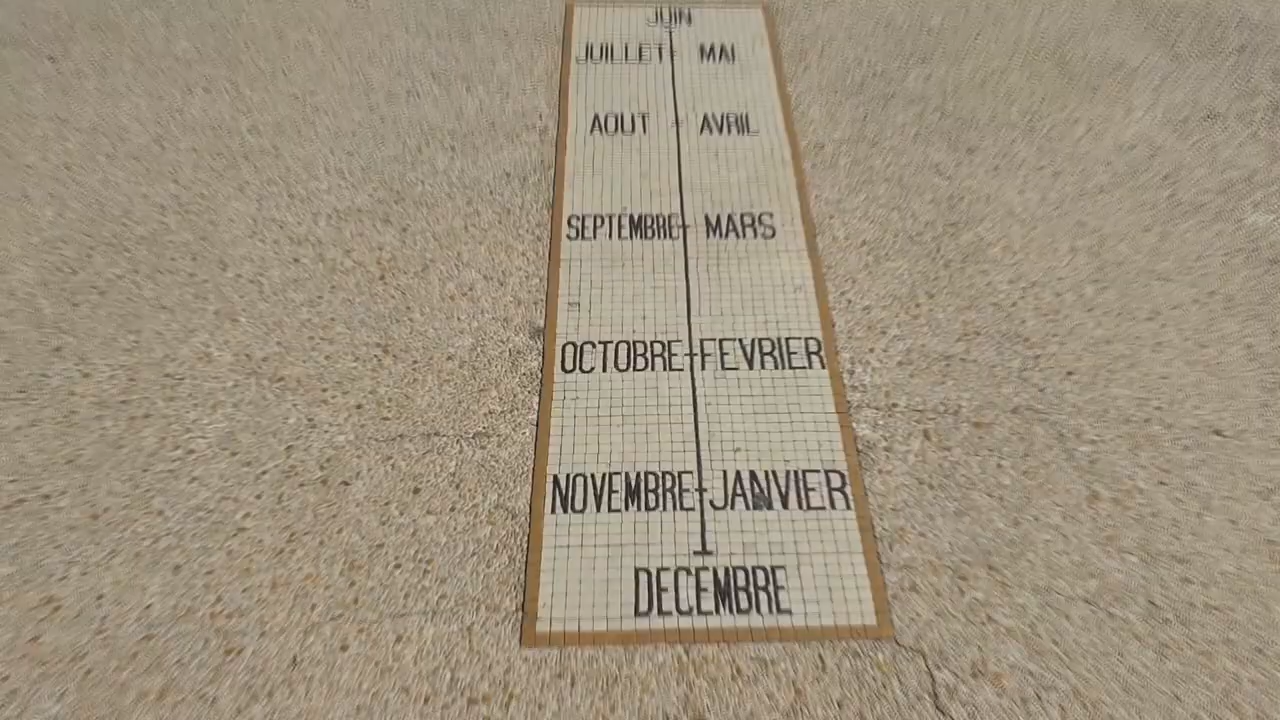 JUIN
JUILLET- MAI
AOUT - AVRIL
SEPTEMBRE- MARS
OCTOBRE-FEVRIER
NOVEMBRE-JANVIER
DECEMBRE